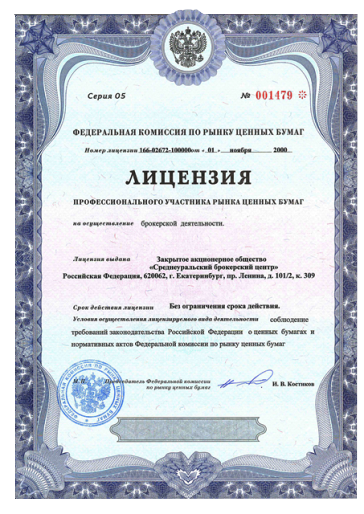 Серия 05 № 001479
ФЕДЕРАЛЬНАЯ КОМИССИЯ ПО РЫНКУ ЦЕННЫХ БУМАГ
Номер лицензии 166-02672-100000 от « 01 » ноября 2000
ЛИЦЕНЗИЯ
ПРОФЕССИОНАЛЬНОГО УЧАСТНИКА РЫНКА ЦЕННЫХ БУМАГ
на осуществление брокерской деятельности.
Лицензия выдана Закрытое акционерное общество
«Среднеуральский брокерский центр»
Российская Федерация, 620062, г. Екатеринбург, пр. Ленина, д. 101/2, к. 309
Срок действия лицензии Без ограничения срока действия.
Условия осуществления лицензируемого вида деятельности соблюдение
требований законодательства Российской Федерации о ценных бумагах и
нормативных актов Федеральной комиссии по рынку ценных бумаг
М. П. Председатель Федеральной комиссии
по рынку ценных бумаг И. В. Костиков